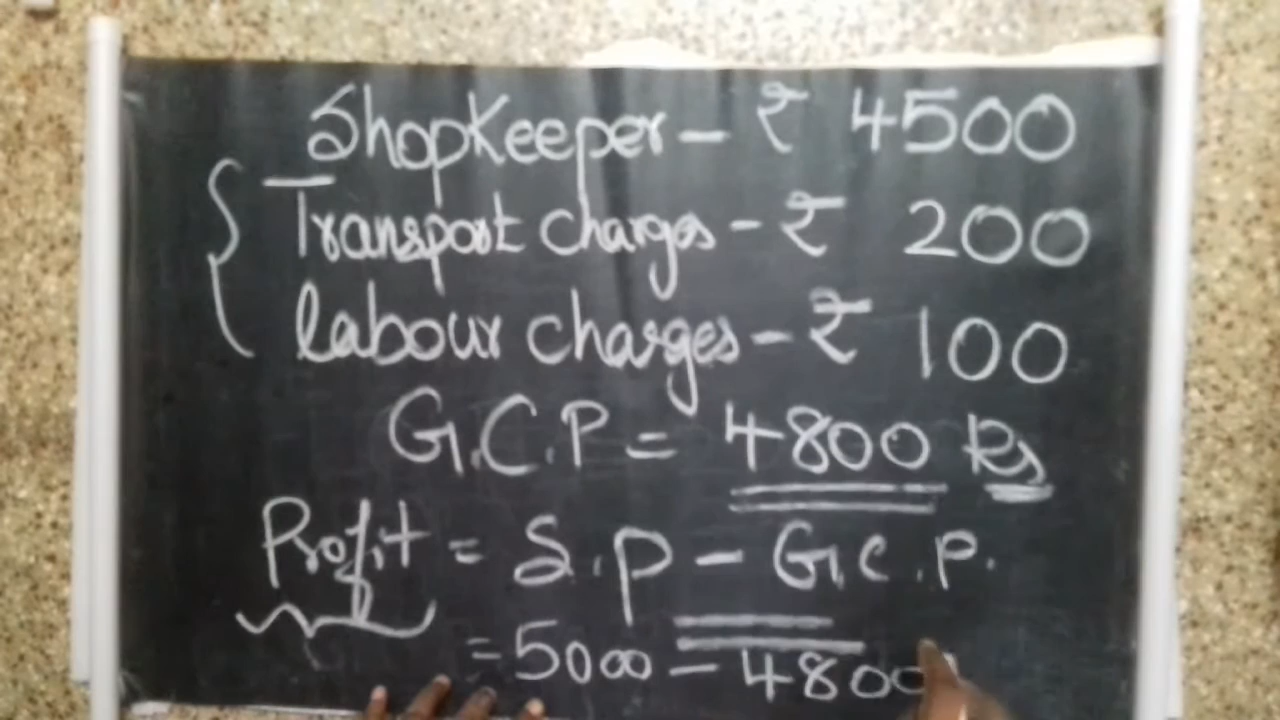 Shopkeeper - ₹ 4500
Transport charges - ₹ 200
labour charges - ₹ 100
G.C.P = 4800 Rs
Profit = S.P - G.C.P.
= 5000 - 4800